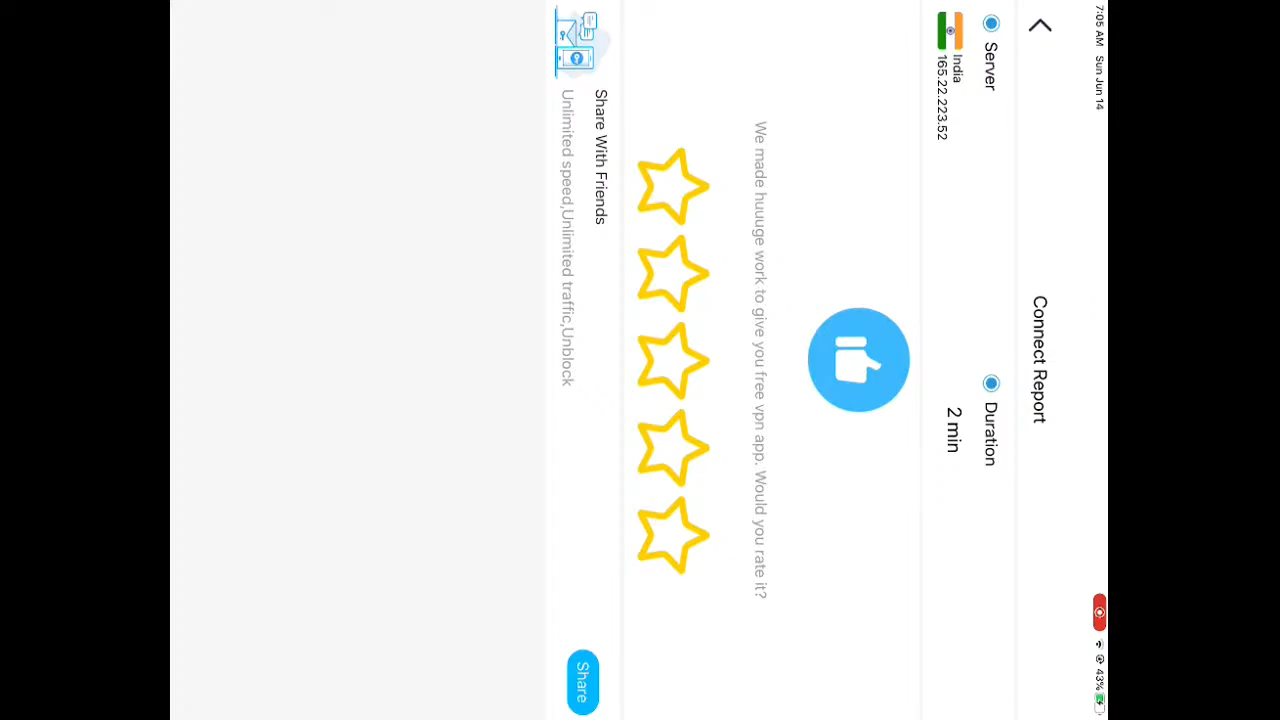 7:05 AM Sun Jun 14
43%
Connect Report
Server
Duration
India
165.22.223.52
2 min
We made huuuge work to give you free vpn app. Would you rate it?
Share With Friends
Unlimited speed,Unlimited traffic,Unblock
Share